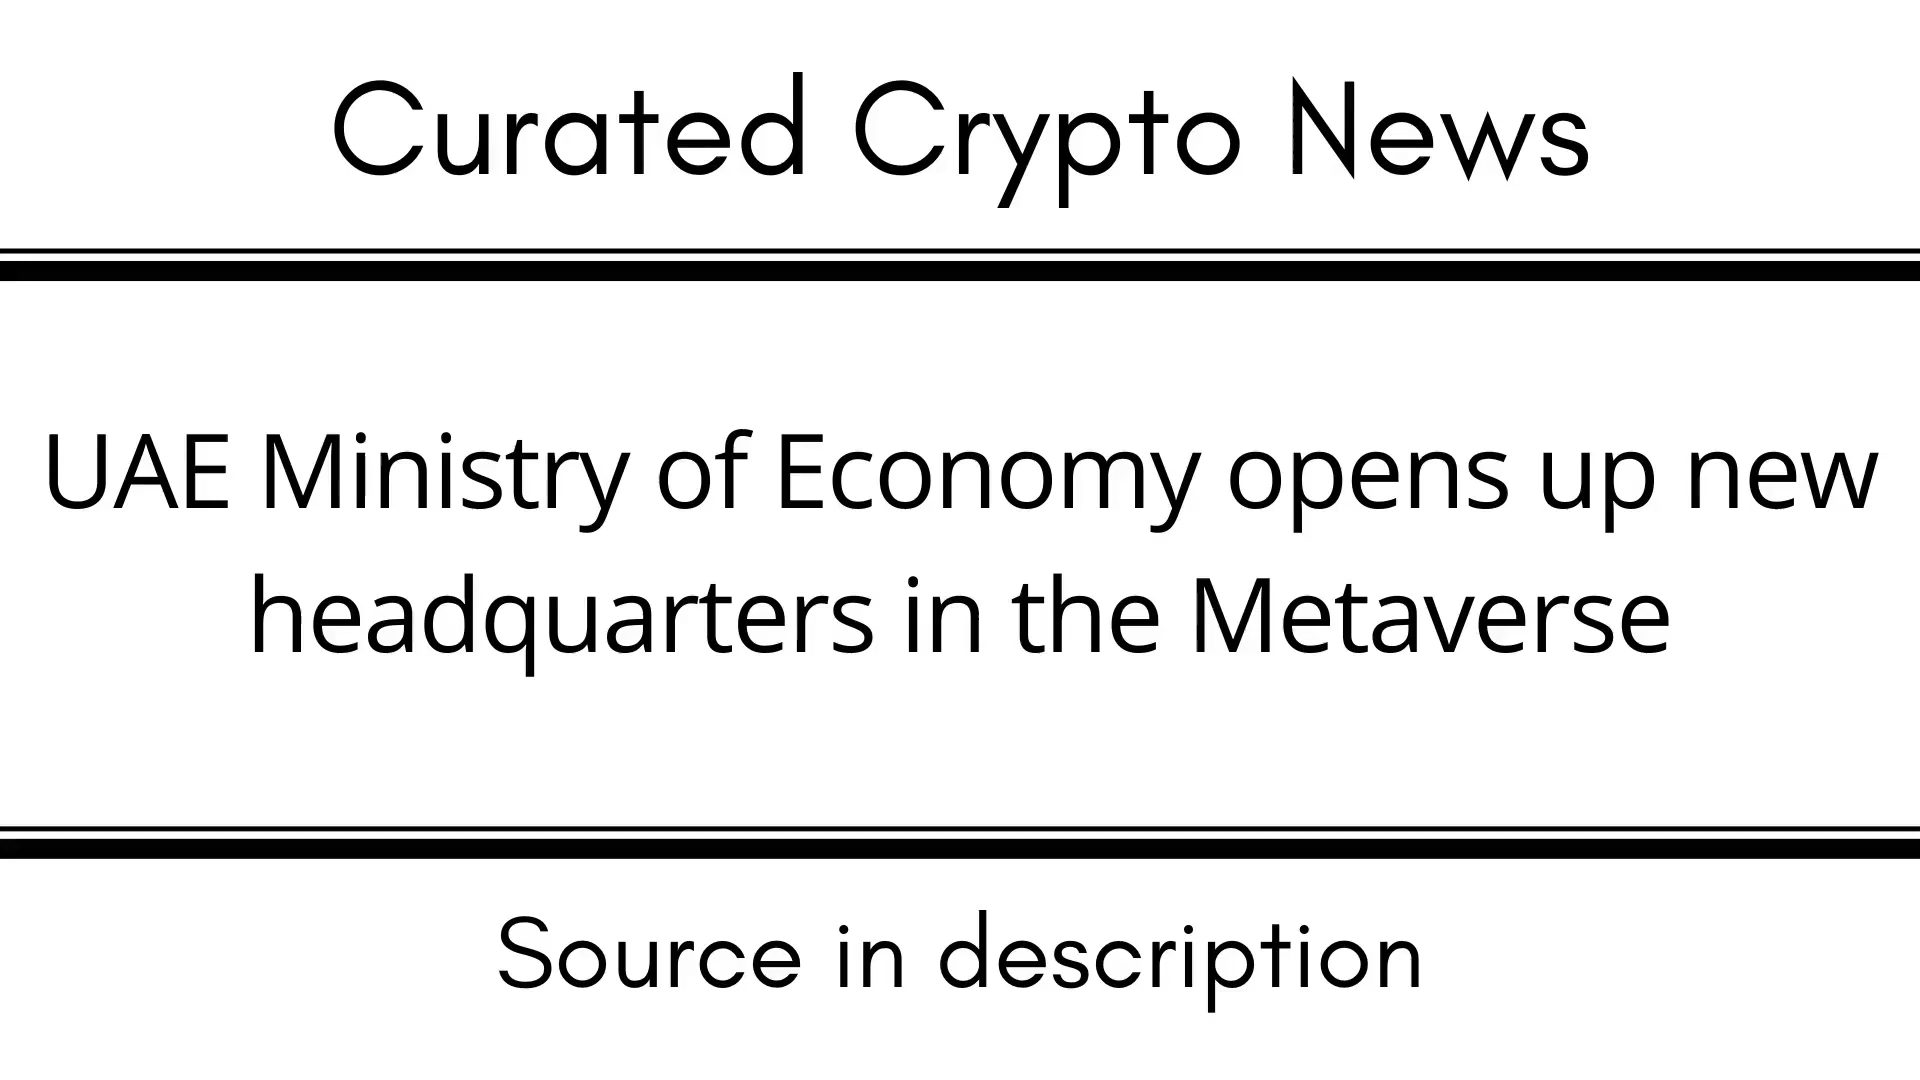 Curated Crypto News
UAE Ministry of Economy opens up new
headquarters in the Metaverse
Source in description